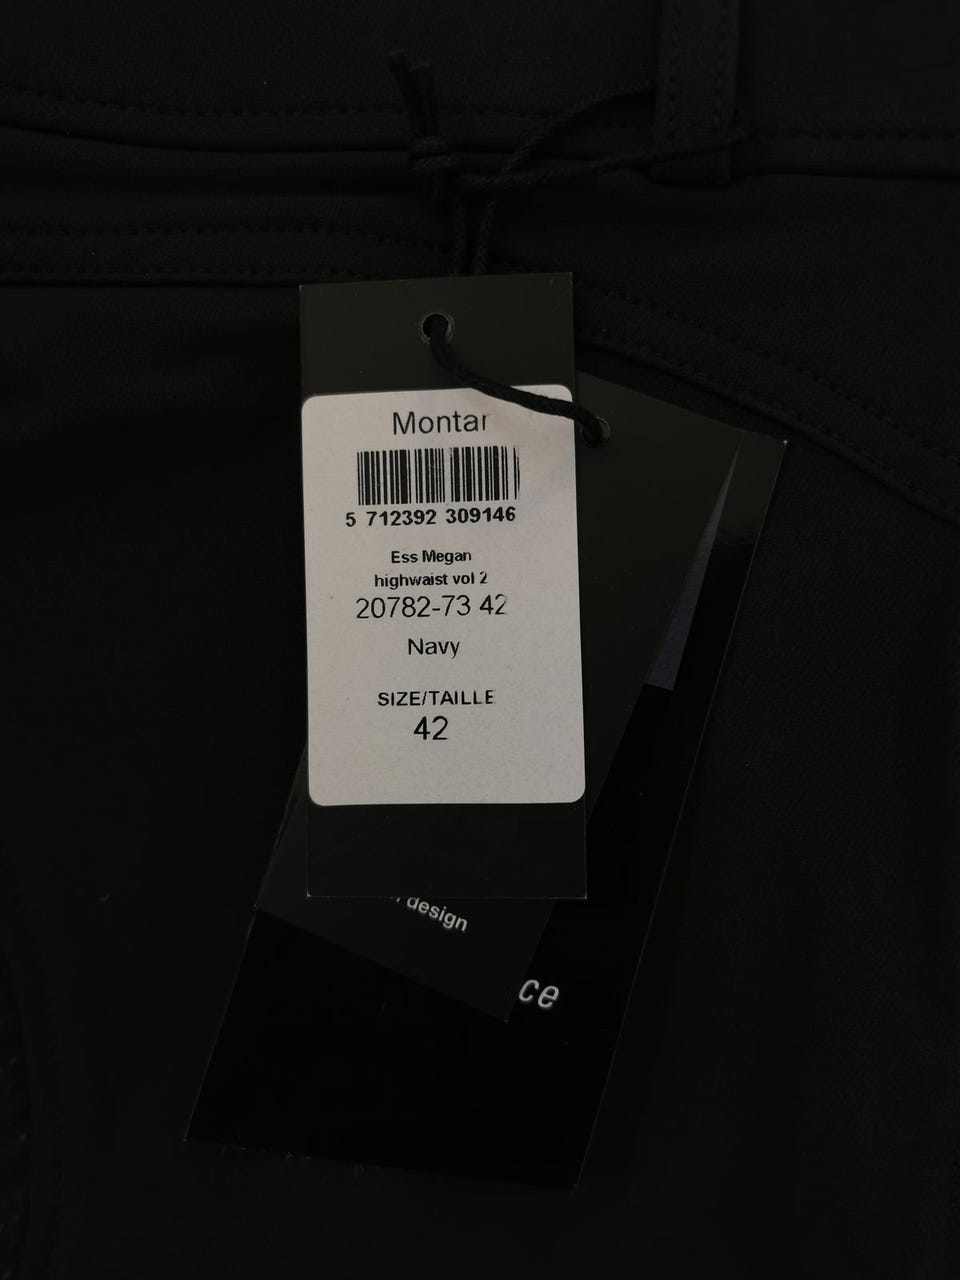 Montar
5 712392 309146
Ess Megan
highwaist vol 2
20782-73 42
Navy
SIZE/TAILLE
42
design
ce